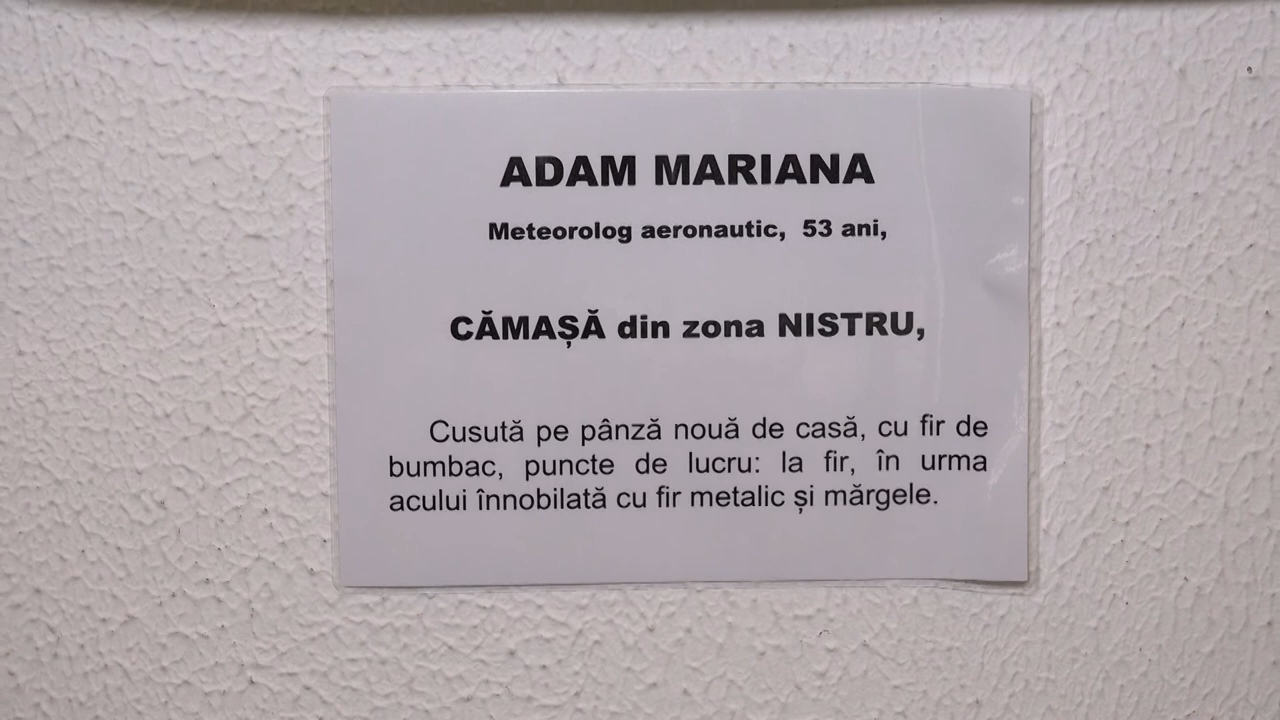 ADAM MARIANA
Meteorolog aeronautic, 53 ani,
CĂMAȘĂ din zona NISTRU,
Cusută pe pânză nouă de casă, cu fir de
bumbac, puncte de lucru: la fir, în urma
acului înnobilată cu fir metalic și mărgele.